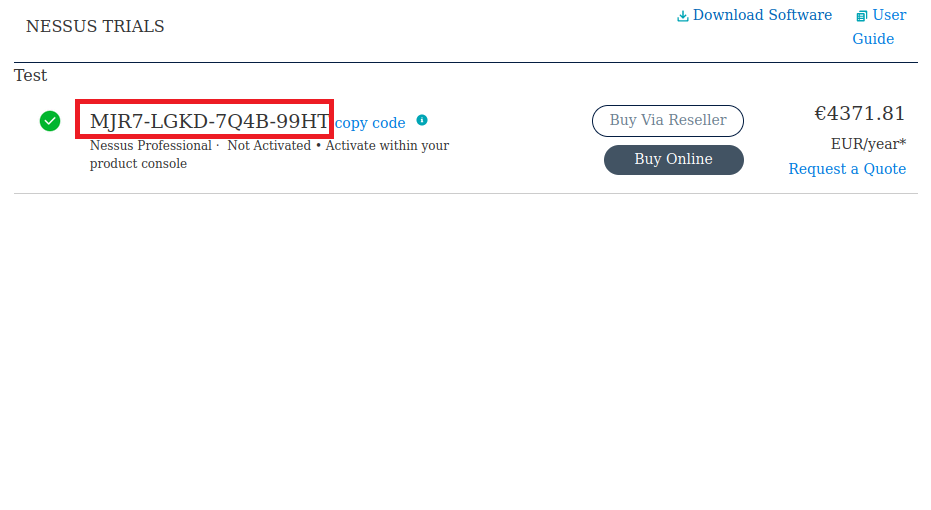 NESSUS TRIALS
Download Software
User
Guide
Test
MJR7-LGKD-7Q4B-99HT copy code
Nessus Professional · Not Activated • Activate within your
product console
Buy Via Reseller
Buy Online
€4371.81
EUR/year*
Request a Quote